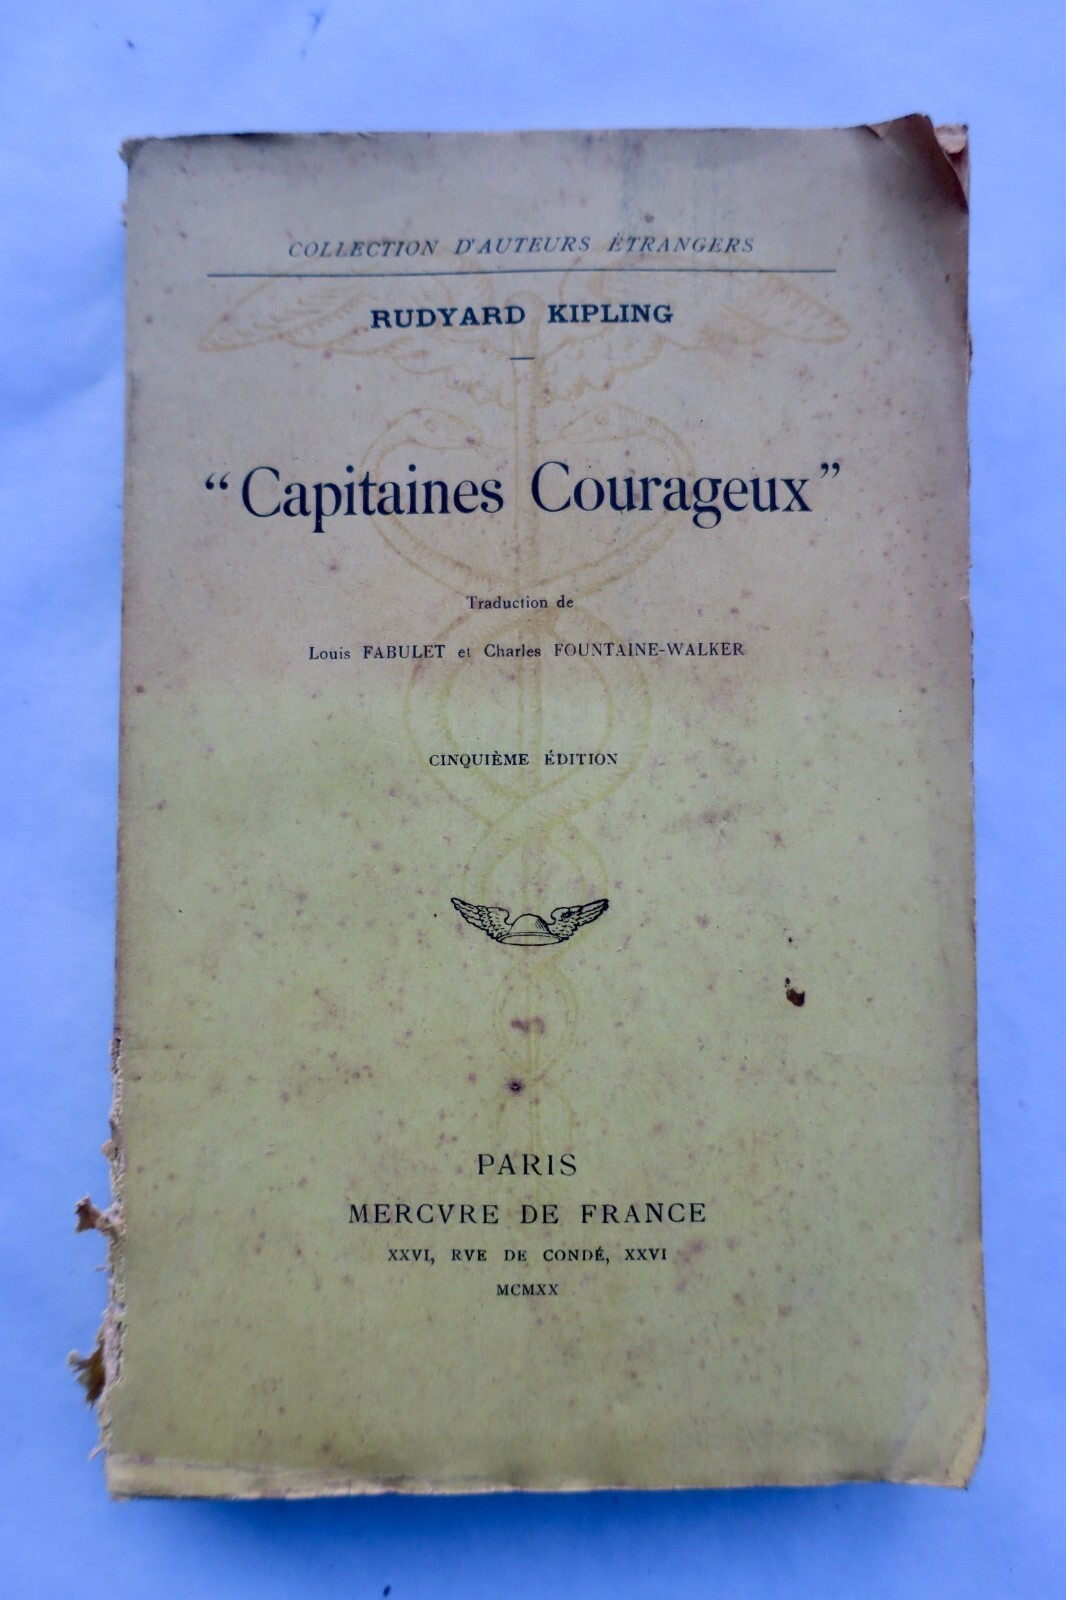 COLLECTION D'AUTEURS ÉTRANGERS
RUDYARD KIPLING
"Capitaines Courageux"
Traduction de
Louis FABULET et Charles FOUNTAINE-WALKER
CINQUIÈME ÉDITION
PARIS
MERCVRE DE FRANCE
XXVI, RVE DE CONDÉ, XXVI
MCMXX